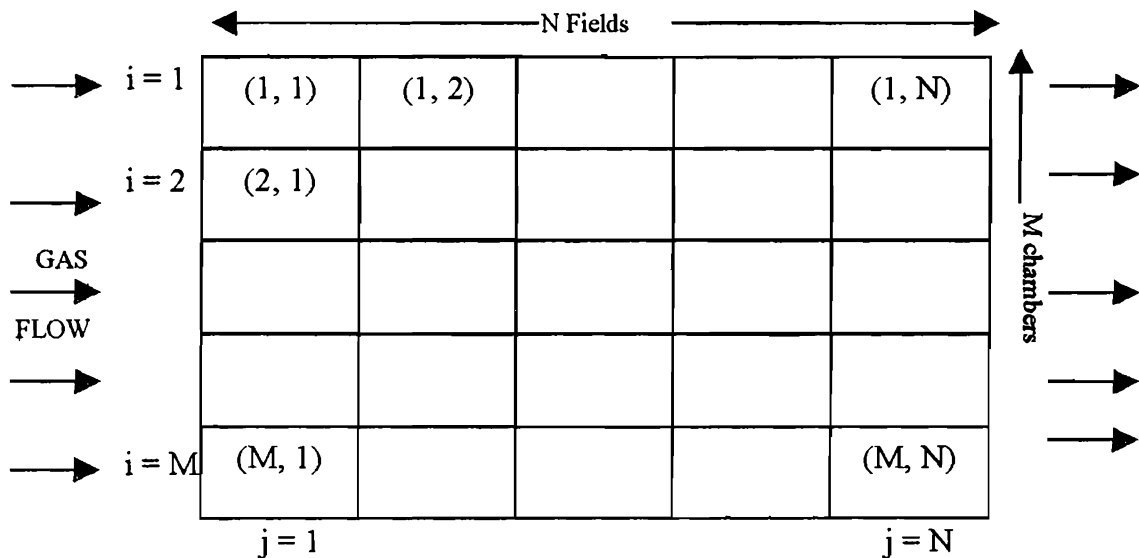 N Fields
i = 1 (1, 1) (1, 2) (1, N)
i = 2 (2, 1)
GAS
FLOW
M chambers
i = M (M, 1) (M, N)
j = 1 j = N